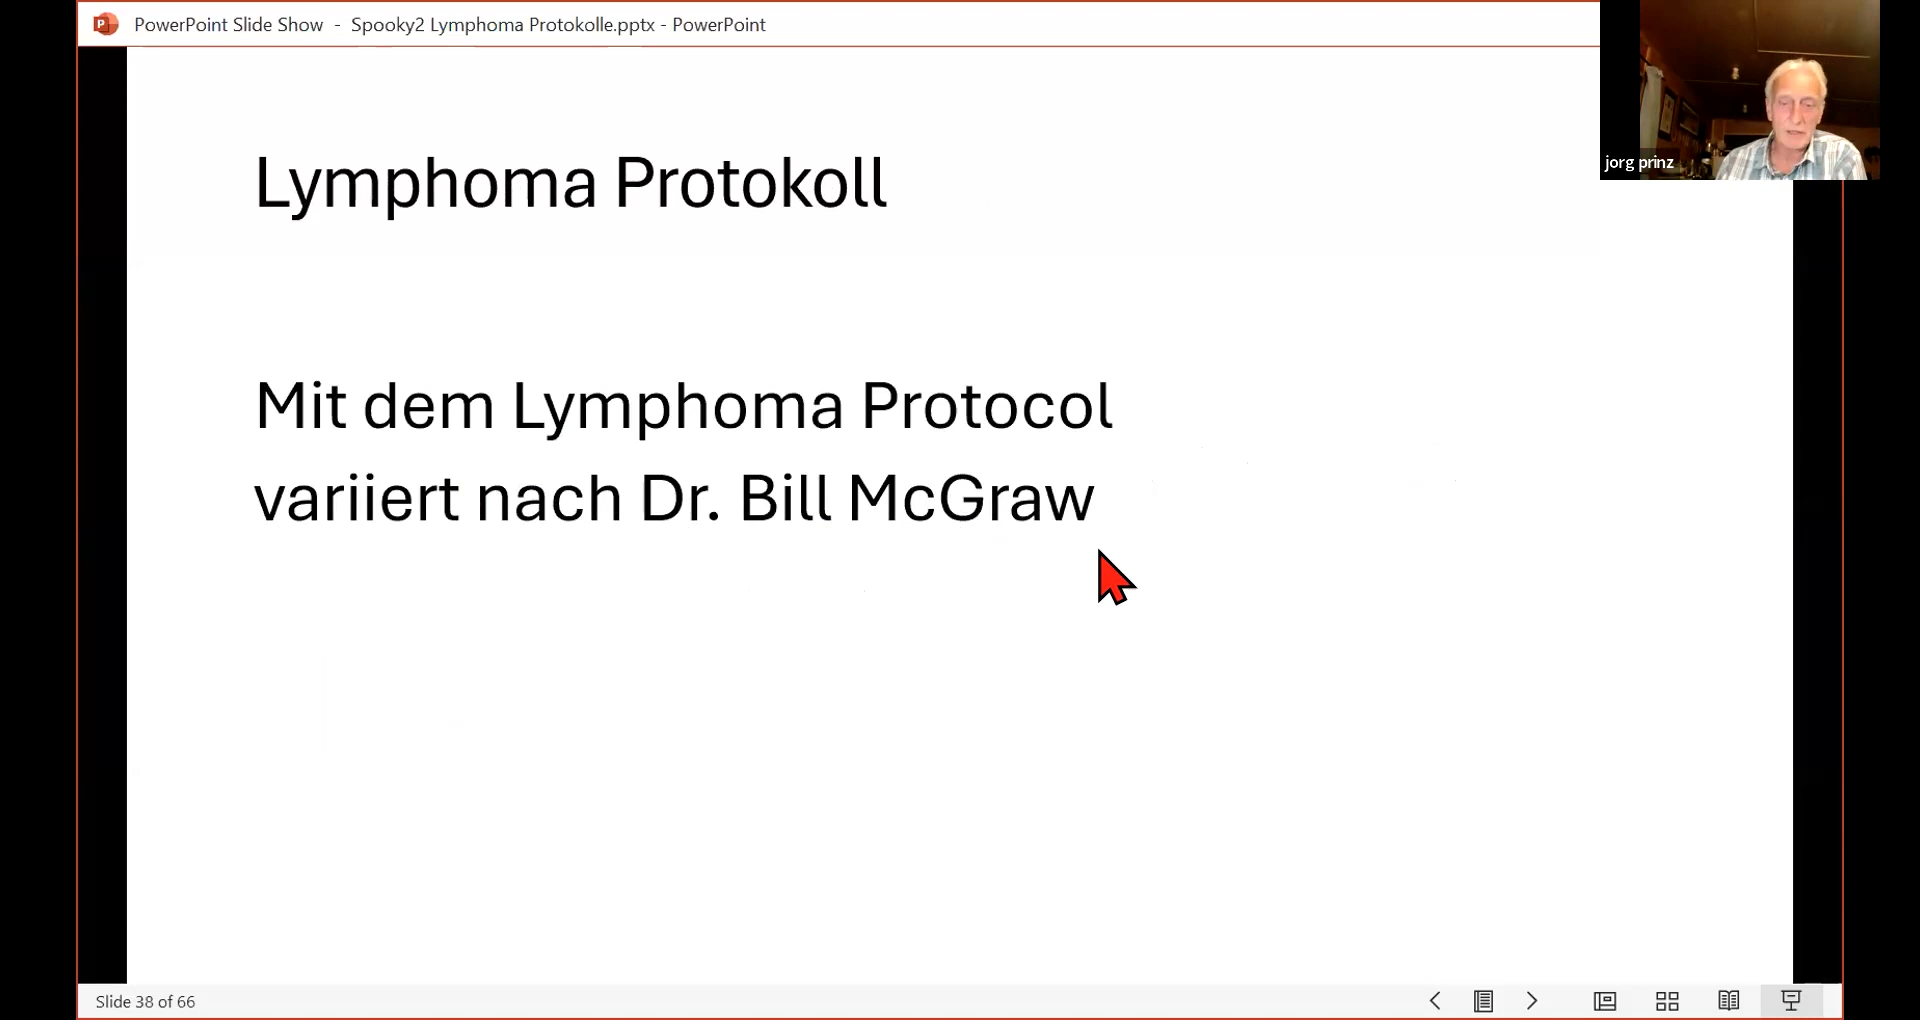 PowerPoint Slide Show - Spooky2 Lymphoma Protokolle.pptx - PowerPoint
jorg prinz
Lymphoma Protokoll
Mit dem Lymphoma Protocol
variiert nach Dr. Bill McGraw
Slide 38 of 66